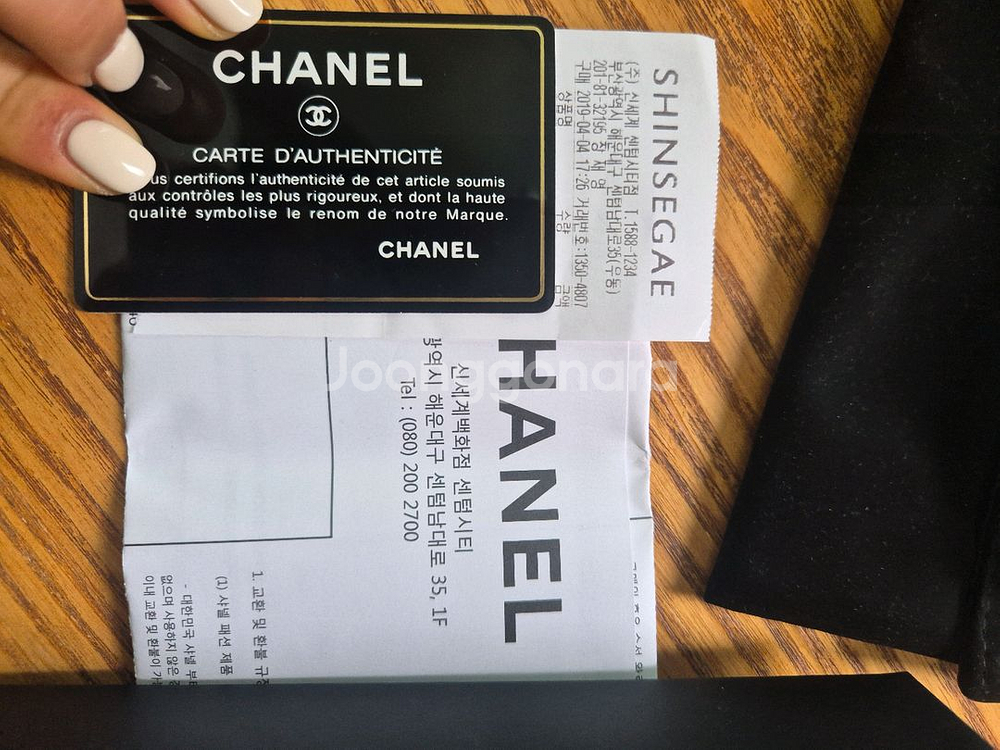 CHANEL
CARTE D'AUTHENTICITÉ
certifions l'authenticité de cet article soumis
aux contrôles les plus rigoureux, et dont la haute
qualité symbolise le renom de notre Marque.
CHANEL
SHINSEGAE
(주) 신세계 센텀시티점 T.1588-1234
부산광역시 해운대구 센텀남대로35(우동)
201-81-32195 장 재 영
구매 2019-04-04 17:26 거래번호:1350-4807
상품명 수량 금액
HANEL
신세계백화점 센텀시티
광역시 해운대구 센텀남대로 35, 1F
Tel : (080) 200 2700
1. 교환 및 환불 규정
(1) 샤넬 패션 제품
- 대한민국 샤넬 부티
없으며 사용하지 않은
이내 교환 및 환불이
Joonggonara